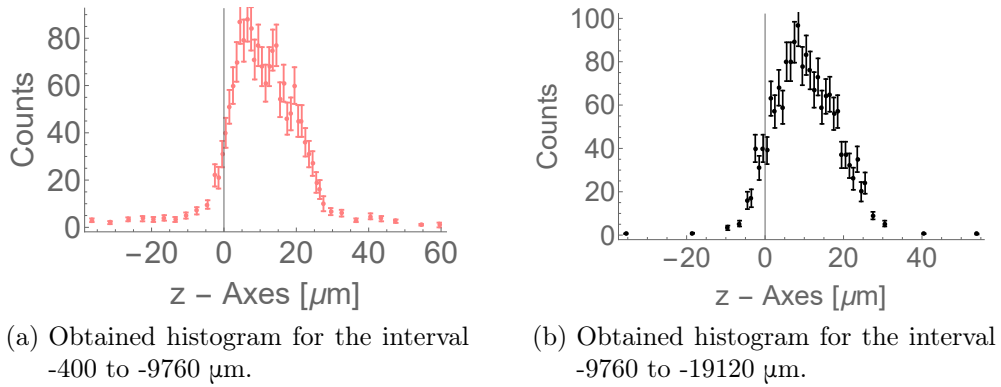 80
60
40
20
0
Counts
−20
0
20
40
60
z − Axes [μm]
(a) Obtained histogram for the interval
-400 to -9760 μm.
100
80
60
40
20
0
Counts
−20
0
20
40
z − Axes [μm]
(b) Obtained histogram for the interval
-9760 to -19120 μm.